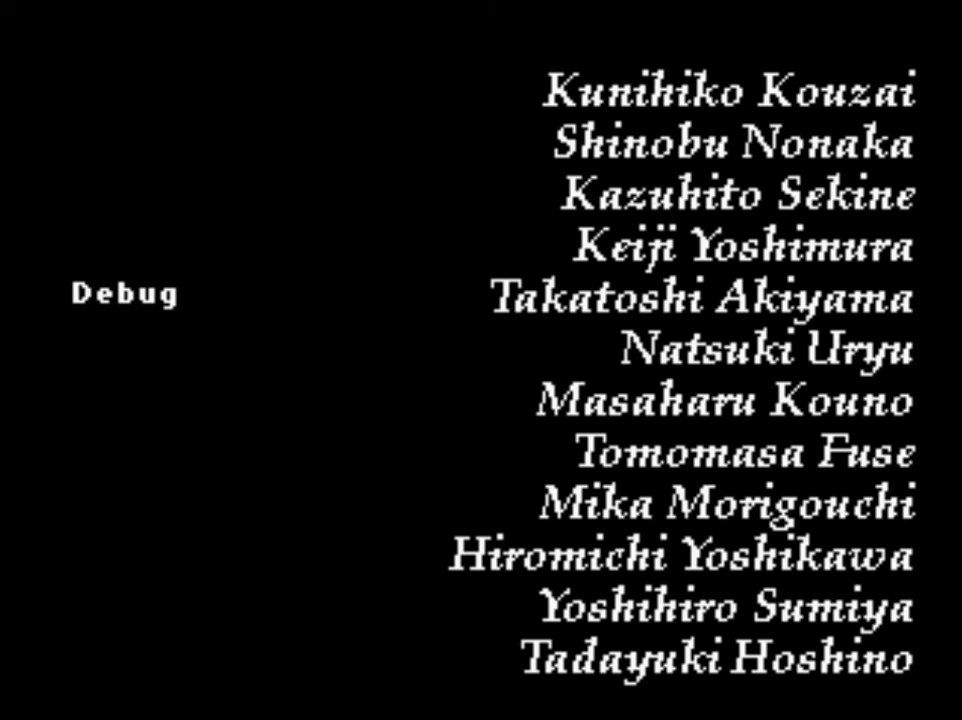 Kunihiko Kouzai
Shinobu Nonaka
Kazuhito Sekine
Keiji Yoshimura
Debug
Takatoshi Akiyama
Natsuki Uryu
Masaharu Kouno
Tomomasa Fuse
Mika Morigouchi
Hiromichi Yoshikawa
Yoshihiro Sumiya
Tadayuki Hoshino